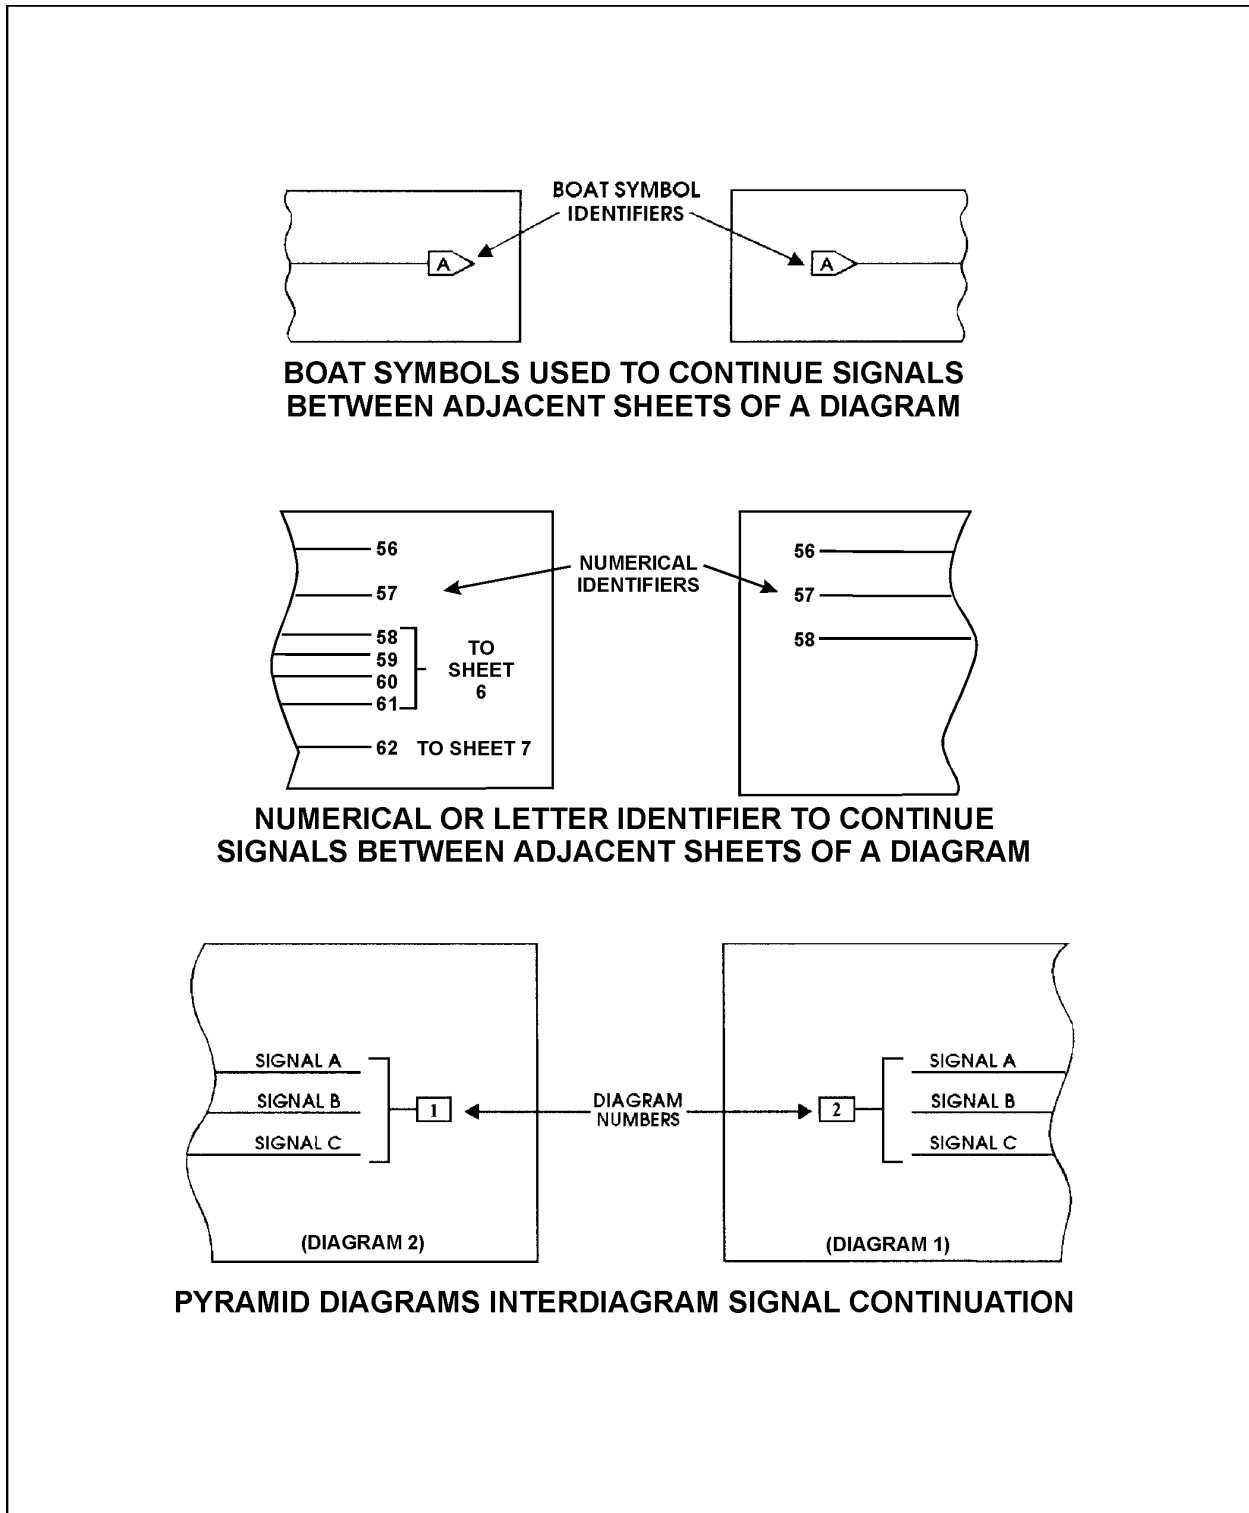 BOAT SYMBOL
IDENTIFIERS
A
A
BOAT SYMBOLS USED TO CONTINUE SIGNALS
BETWEEN ADJACENT SHEETS OF A DIAGRAM
56
57
58
59
60
61
62
TO
SHEET
6
TO SHEET 7
NUMERICAL
IDENTIFIERS
56
57
58
NUMERICAL OR LETTER IDENTIFIER TO CONTINUE
SIGNALS BETWEEN ADJACENT SHEETS OF A DIAGRAM
SIGNAL A
SIGNAL B
SIGNAL C
1
(DIAGRAM 2)
DIAGRAM
NUMBERS
2
SIGNAL A
SIGNAL B
SIGNAL C
(DIAGRAM 1)
PYRAMID DIAGRAMS INTERDIAGRAM SIGNAL CONTINUATION